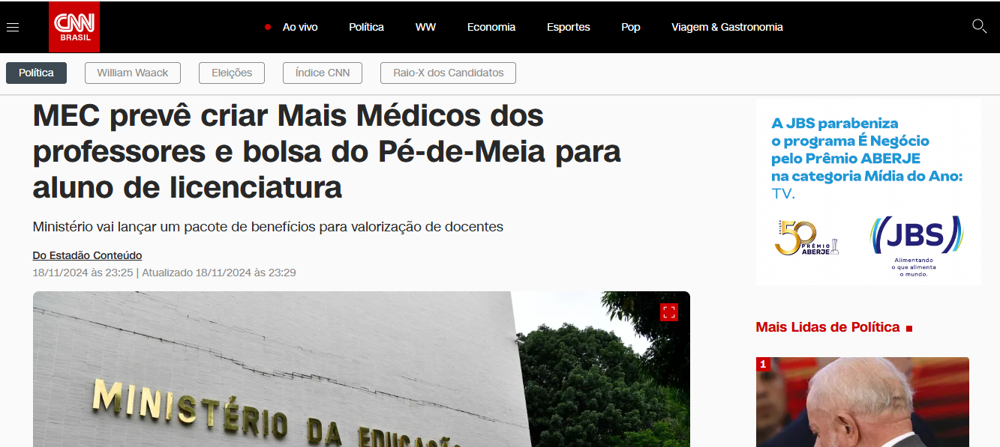 CNN
BRASIL
Ao vivo
Política
WW
Economia
Esportes
Pop
Viagem & Gastronomia
Política
William Waack
Eleições
Índice CNN
Raio-X dos Candidatos
MEC prevê criar Mais Médicos dos
professores e bolsa do Pé-de-Meia para
aluno de licenciatura
Ministério vai lançar um pacote de benefícios para valorização de docentes
Do Estadão Conteúdo
18/11/2024 às 23:25 | Atualizado 18/11/2024 às 23:29
MINISTÉRIO DA EDUCAÇÃO
A JBS parabeniza
o programa É Negócio
pelo Prêmio ABERJE
na categoria Mídia do Ano:
TV.
50
PRÊMIO
ABERJE
JBS
Alimentando
o que alimenta
o mundo.
Mais Lidas de Política
1